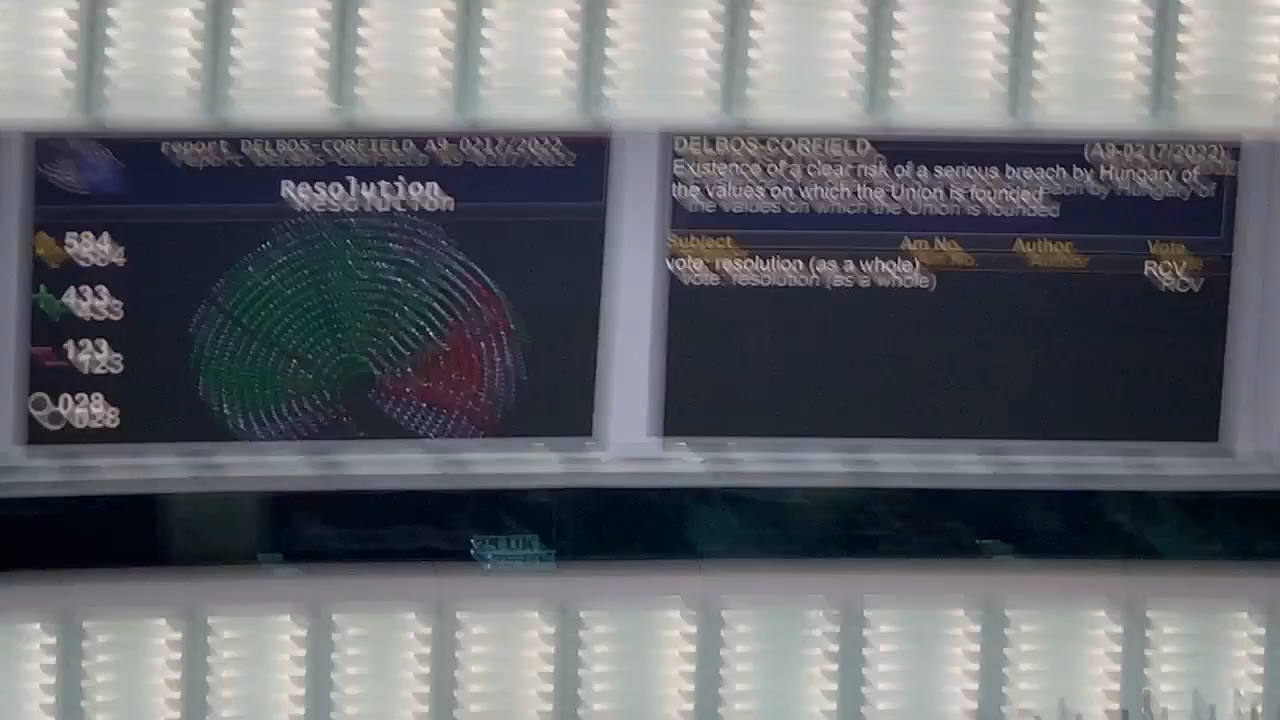 report DELBOS-CORFIELD A9-0217/2022
Resolution
584
433
123
028
DELBOS-CORFIELD (A9-0217/2022)
Existence of a clear risk of a serious breach by Hungary of
the values on which the Union is founded
Subject Am No. Author Vote
vote: resolution (as a whole) RCV
25 UK